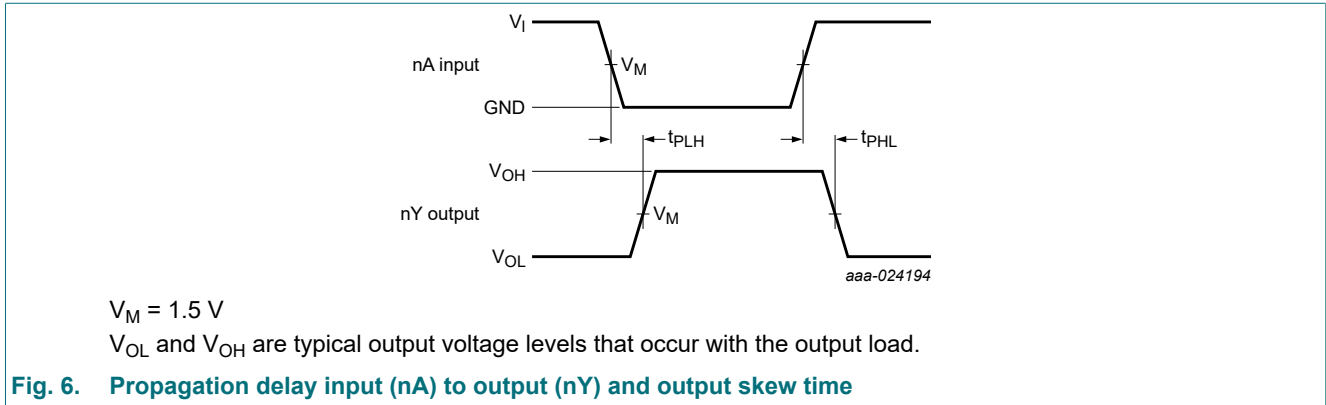 V_I
nA input
V_M
GND
t_PLH
t_PHL
V_OH
nY output
V_M
V_OL
aaa-024194
V_M = 1.5 V
V_OL and V_OH are typical output voltage levels that occur with the output load.
Fig. 6. Propagation delay input (nA) to output (nY) and output skew time